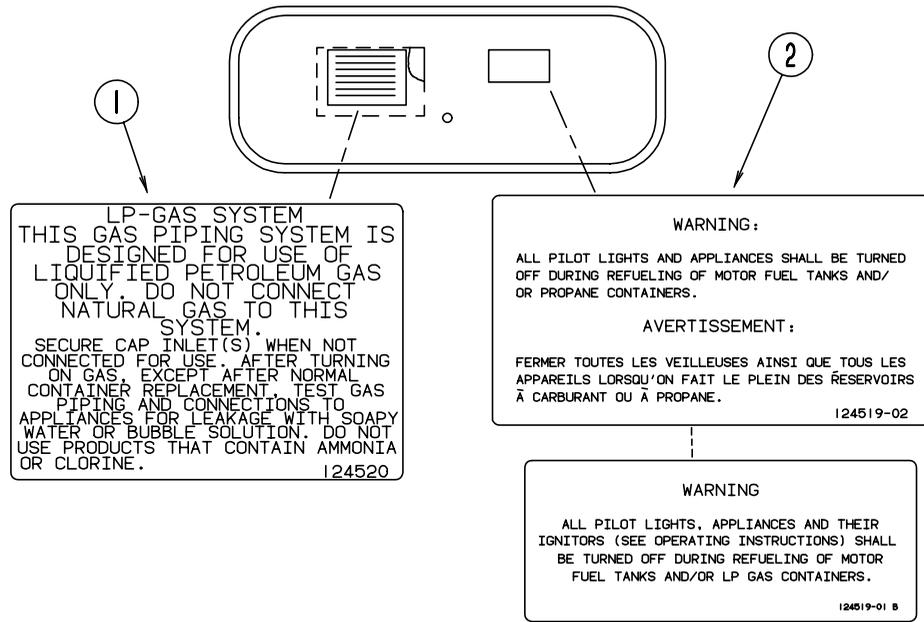 1
2
LP-GAS SYSTEM
THIS GAS PIPING SYSTEM IS
DESIGNED FOR USE OF
LIQUIFIED PETROLEUM GAS
ONLY. DO NOT CONNECT
NATURAL GAS TO THIS
SYSTEM.
SECURE CAP INLET(S) WHEN NOT
CONNECTED FOR USE. AFTER TURNING
ON GAS, EXCEPT AFTER NORMAL
CONTAINER REPLACEMENT, TEST GAS
PIPING AND CONNECTIONS TO
APPLIANCES FOR LEAKAGE WITH SOAPY
WATER OR BUBBLE SOLUTION. DO NOT
USE PRODUCTS THAT CONTAIN AMMONIA
OR CLORINE.
124520
WARNING:
ALL PILOT LIGHTS AND APPLIANCES SHALL BE TURNED
OFF DURING REFUELING OF MOTOR FUEL TANKS AND/
OR PROPANE CONTAINERS.
AVERTISSEMENT:
FERMER TOUTES LES VEILLEUSES AINSI QUE TOUS LES
APPAREILS LORSQU'ON FAIT LE PLEIN DES RESERVOIRS
À CARBURANT OU À PROPANE.
124519-02
WARNING
ALL PILOT LIGHTS, APPLIANCES AND THEIR
IGNITORS (SEE OPERATING INSTRUCTIONS) SHALL
BE TURNED OFF DURING REFUELING OF MOTOR
FUEL TANKS AND/OR LP GAS CONTAINERS.
124519-01 B